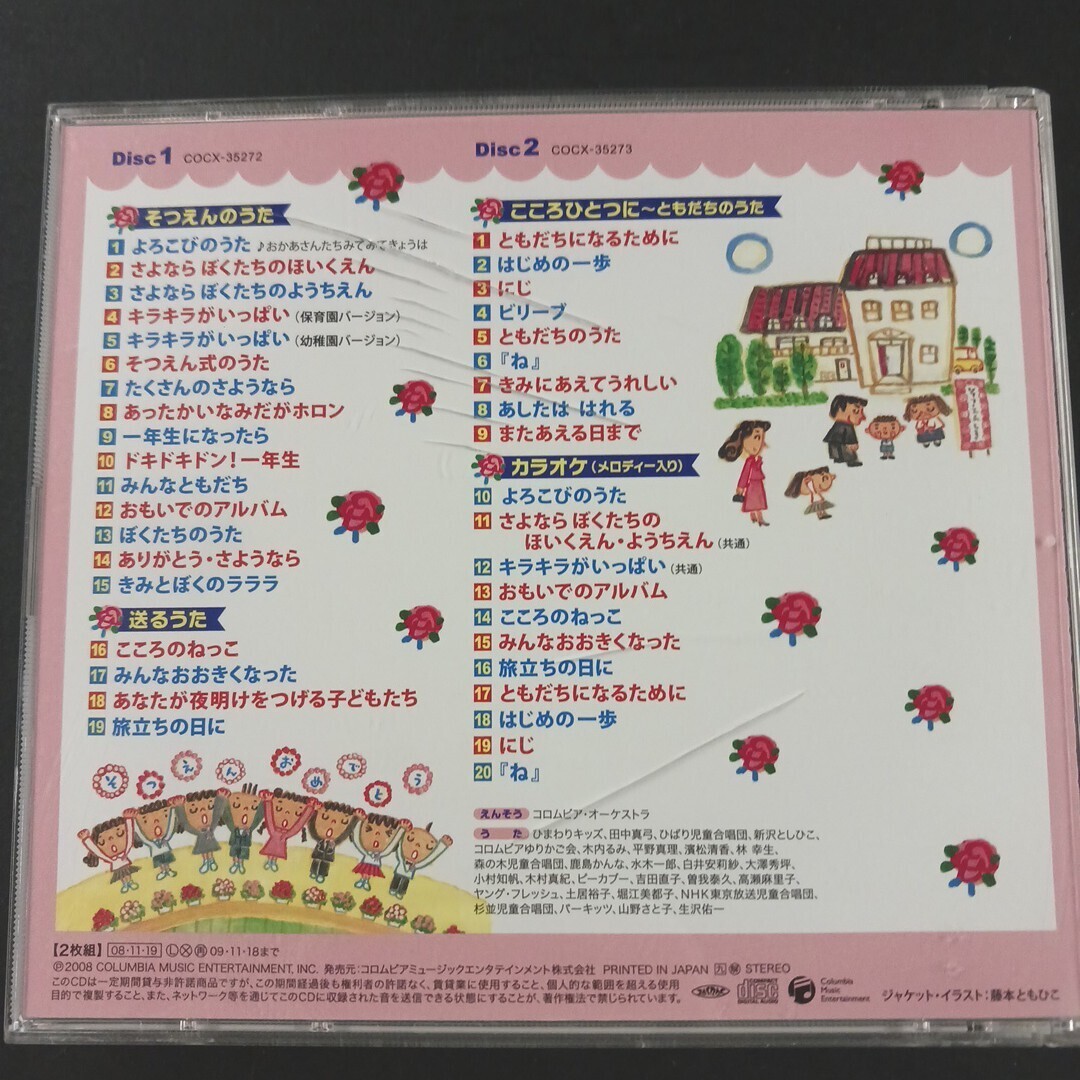 Disc 1 COCX-35272
そつえんのうた
1 よろこびのうた ♪おかあさんたちみてみてきょうは
2 さよなら ぼくたちのほいくえん
3 さよなら ぼくたちのようちえん
4 キラキラがいっぱい (保育園バージョン)
5 キラキラがいっぱい (幼稚園バージョン)
6 そつえん式のうた
7 たくさんのさようなら
8 あったかいなみだがホロン
9 一年生になったら
10 ドキドキドン!一年生
11 みんなともだち
12 おもいでのアルバム
13 ぼくたちのうた
14 ありがとう・さようなら
15 きみとぼくのラララ
送るうた
16 こころのねっこ
17 みんなおおきくなった
18 あなたが夜明けをつげる子どもたち
19 旅立ちの日に
そつえんおめでとう
Disc 2 COCX-35273
こころひとつに〜ともだちのうた
1 ともだちになるために
2 はじめの一歩
3 にじ
4 ビリーブ
5 ともだちのうた
6 『ね』
7 きみにあえてうれしい
8 あしたは はれる
9 またあえる日まで
カラオケ(メロディー入り)
10 よろこびのうた
11 さよなら ぼくたちの
ほいくえん・ようちえん (共通)
12 キラキラがいっぱい (共通)
13 おもいでのアルバム
14 こころのねっこ
15 みんなおおきくなった
16 旅立ちの日に
17 ともだちになるために
18 はじめの一歩
19 にじ
20 『ね』
えんそう コロムビア・オーケストラ
うた ひまわりキッズ、田中真弓、ひばり児童合唱団、新沢としひこ、
コロムビアゆりかご会、木内るみ、平野真理、濱松清香、林 幸生、
森の木児童合唱団、鹿島かんな、水木一郎、白井安莉紗、大澤秀坪、
小村知帆、木村真紀、ピーカブー、吉田直子、曽我泰久、高瀬麻里子、
ヤング・フレッシュ、土居裕子、堀江美都子、NHK東京放送児童合唱団、
杉並児童合唱団、パーキッツ、山野さと子、生沢佑一
【2枚組】 08・11・19 Ⓛ Ⓧ 再 09・11・18まで
Ⓟ2008 COLUMBIA MUSIC ENTERTAINMENT, INC. 発売元:コロムビアミュージックエンタテインメント株式会社 PRINTED IN JAPAN STEREO
このCDは一定期間貸与非許諾商品ですが、この期間経過後も権利者の許諾なく、賃貸業に使用すること、個人的な範囲を超える使用
目的で複製すること、また、ネットワーク等を通じてこのCDに収録された音を送信できる状態にすることが、著作権法で禁じられています。
COMPACT disc DIGITAL AUDIO
Columbia
Music
Entertainment
ジャケット・イラスト:藤本ともひこ